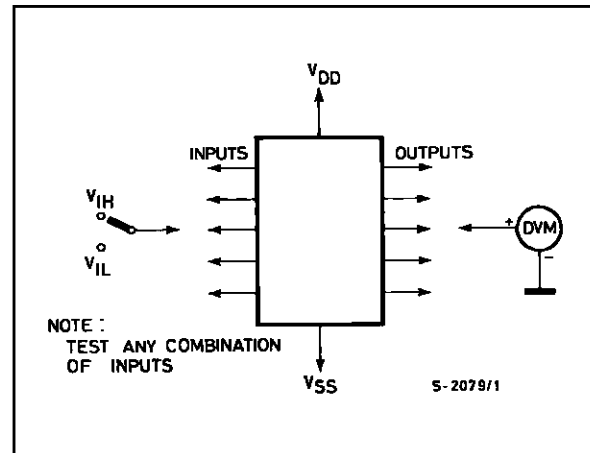 VDD
INPUTS
OUTPUTS
VIH
VIL
+
DVM
-
NOTE :
TEST ANY COMBINATION
OF INPUTS
VSS
S-2079/1